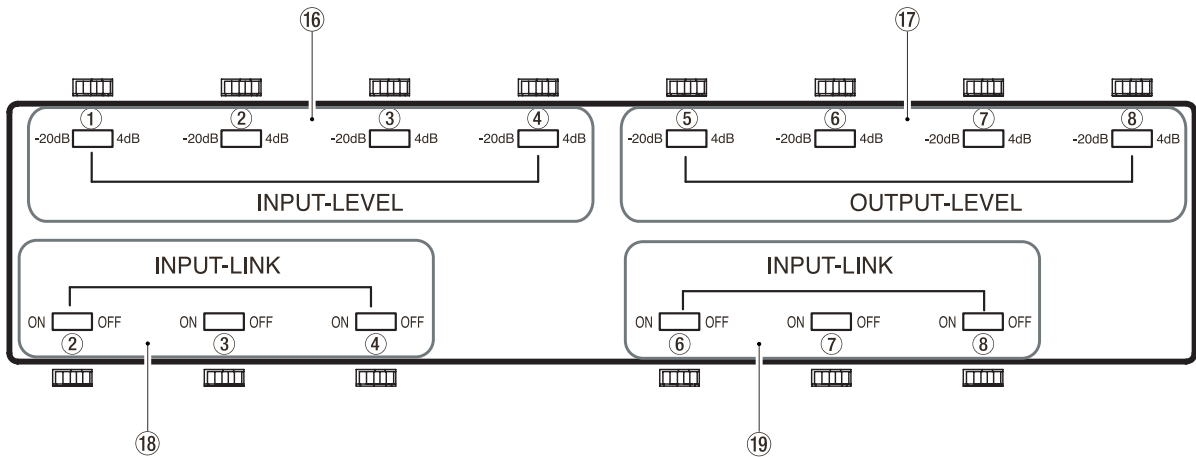 ⑯ ⑰
① ② ③ ④ ⑤ ⑥ ⑦ ⑧
-20dB 4dB -20dB 4dB -20dB 4dB -20dB 4dB -20dB 4dB -20dB 4dB -20dB 4dB -20dB 4dB
INPUT-LEVEL OUTPUT-LEVEL
INPUT-LINK INPUT-LINK
ON OFF ON OFF ON OFF ON OFF ON OFF ON OFF
② ③ ④ ⑥ ⑦ ⑧
⑱ ⑲